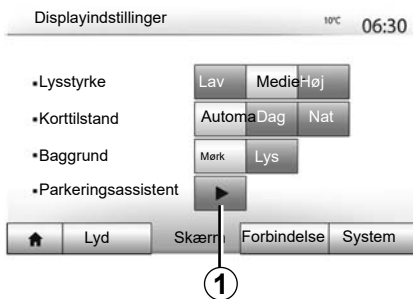 Displayindstillinger 10°C 06:30
▪Lysstyrke Lav Medie Høj
▪Korttilstand Automa Dag Nat
▪Baggrund Mørk Lys
▪Parkeringsassistent
Lyd Skærm Forbindelse System
1